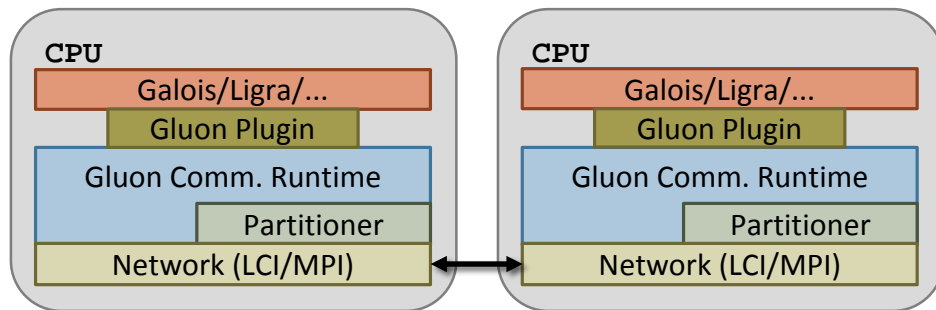 CPU
Galois/Ligra/...
Gluon Plugin
Gluon Comm. Runtime
Partitioner
Network (LCI/MPI)
CPU
Galois/Ligra/...
Gluon Plugin
Gluon Comm. Runtime
Partitioner
Network (LCI/MPI)